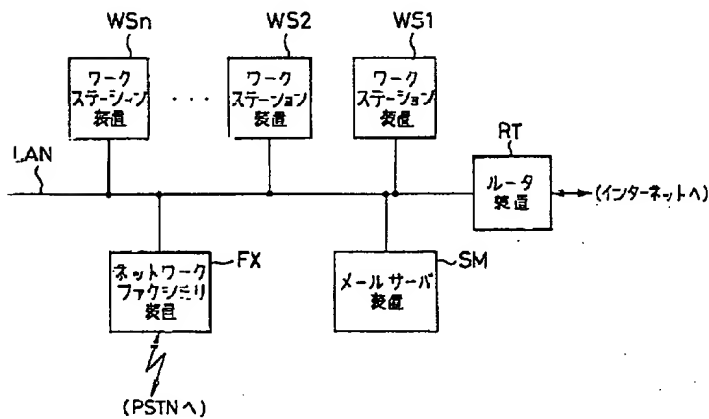 WSn
WS2
WS1
ワーク
ステーション
装置
・・・
ワーク
ステーション
装置
ワーク
ステーション
装置
LAN
RT
ルータ
装置
(インターネットへ)
ネットワーク
ファクシミリ
装置
FX
メールサーバ
装置
SM
(PSTNへ)